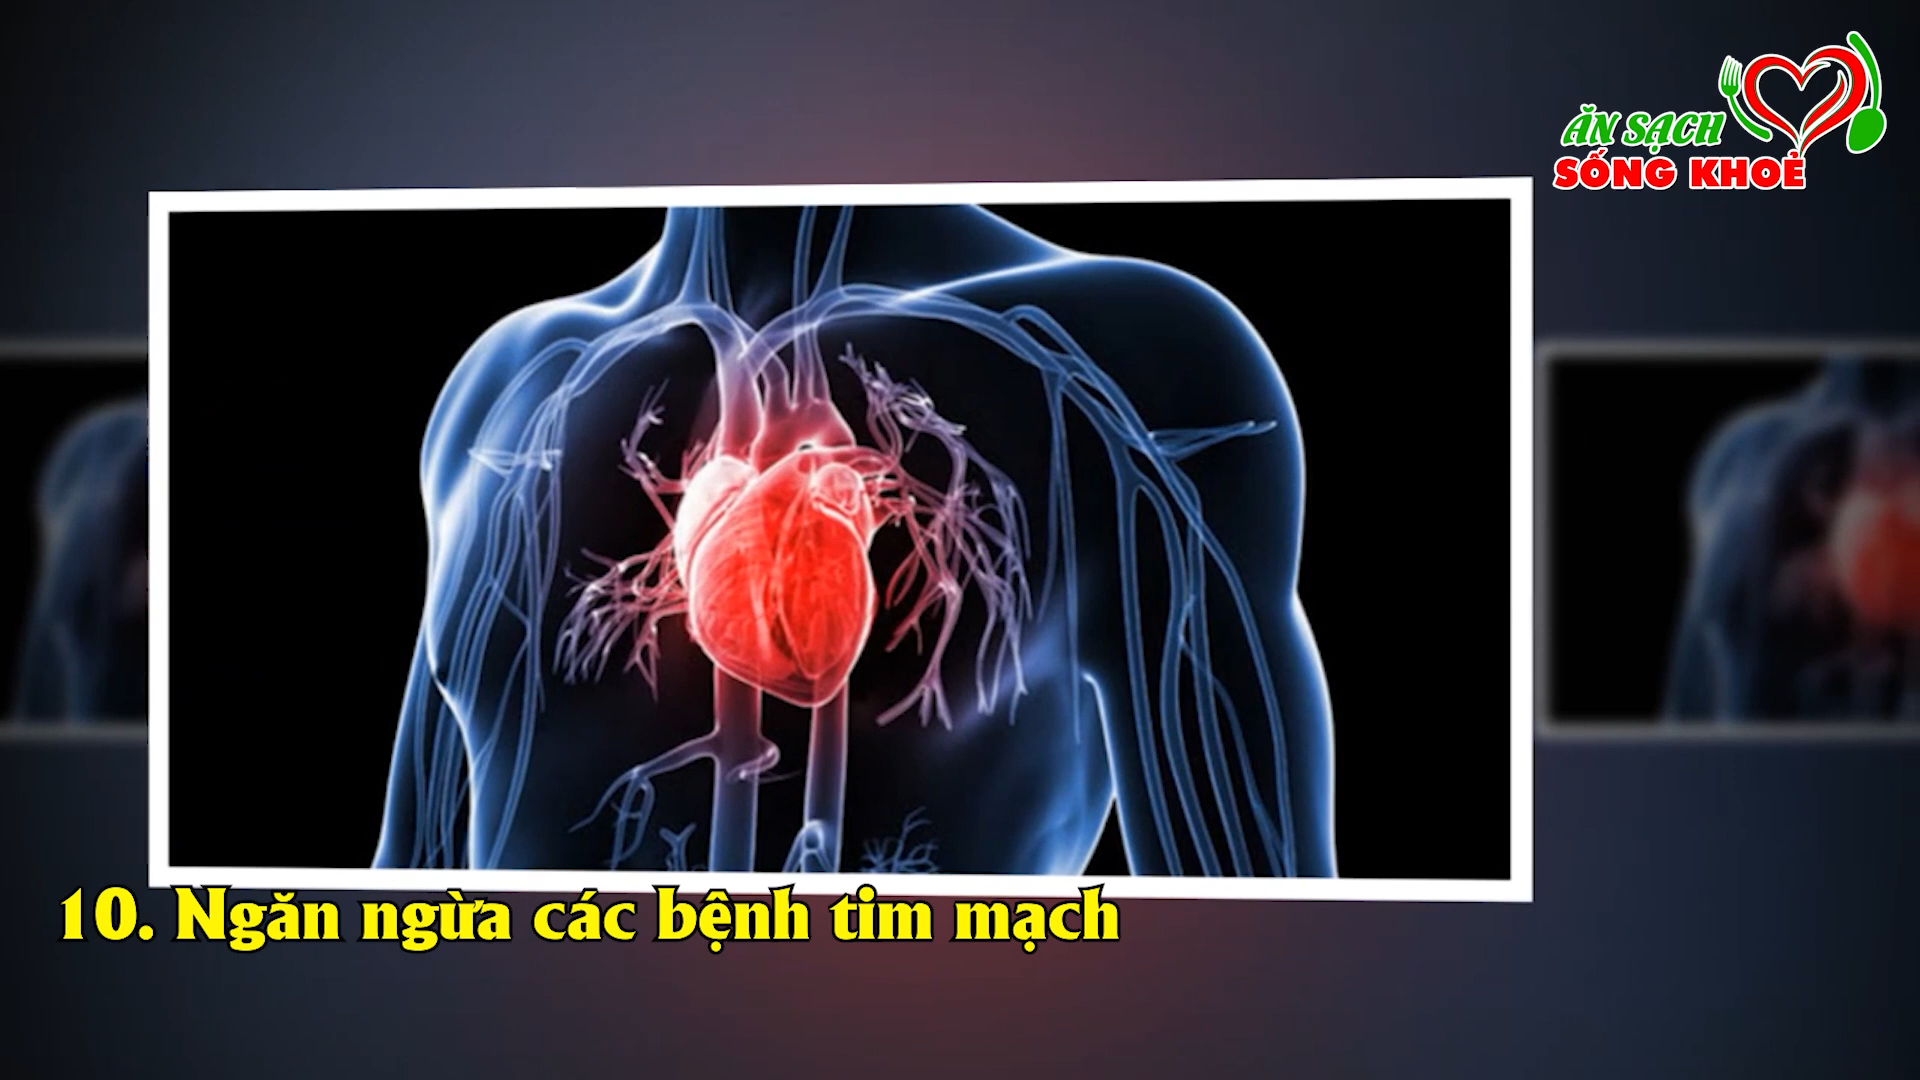 ĂN SẠCH
SỐNG KHOẺ
10. Ngăn ngừa các bệnh tim mạch